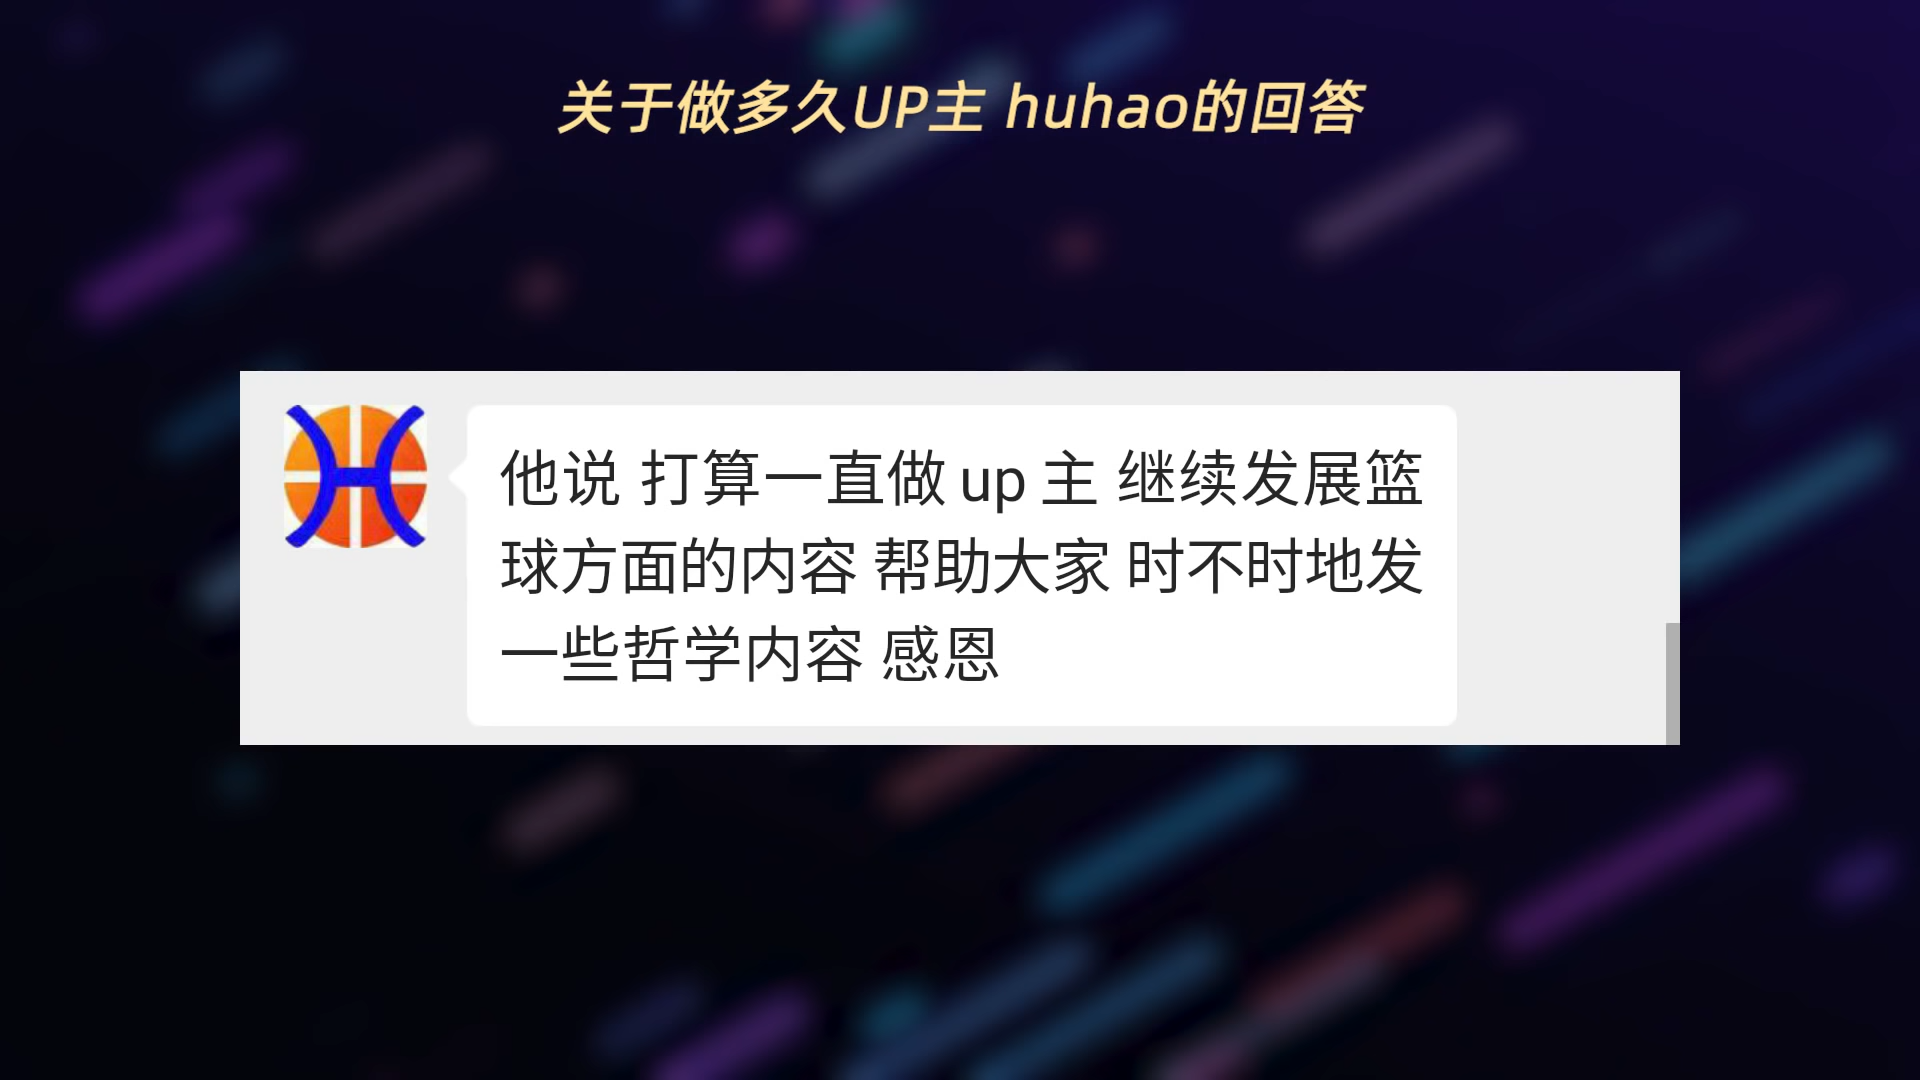 关于做多久UP主 huhao的回答
他说 打算一直做 up 主 继续发展篮
球方面的内容 帮助大家 时不时地发
一些哲学内容 感恩